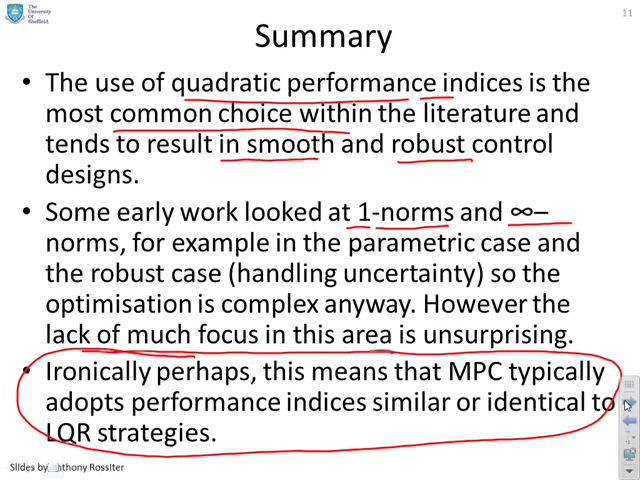 The
University
Of
Sheffield.
11
Summary
• The use of quadratic performance indices is the
most common choice within the literature and
tends to result in smooth and robust control
designs.
• Some early work looked at 1-norms and ∞–
norms, for example in the parametric case and
the robust case (handling uncertainty) so the
optimisation is complex anyway. However the
lack of much focus in this area is unsurprising.
• Ironically perhaps, this means that MPC typically
adopts performance indices similar or identical to
LQR strategies.
Slides by Anthony Rossiter